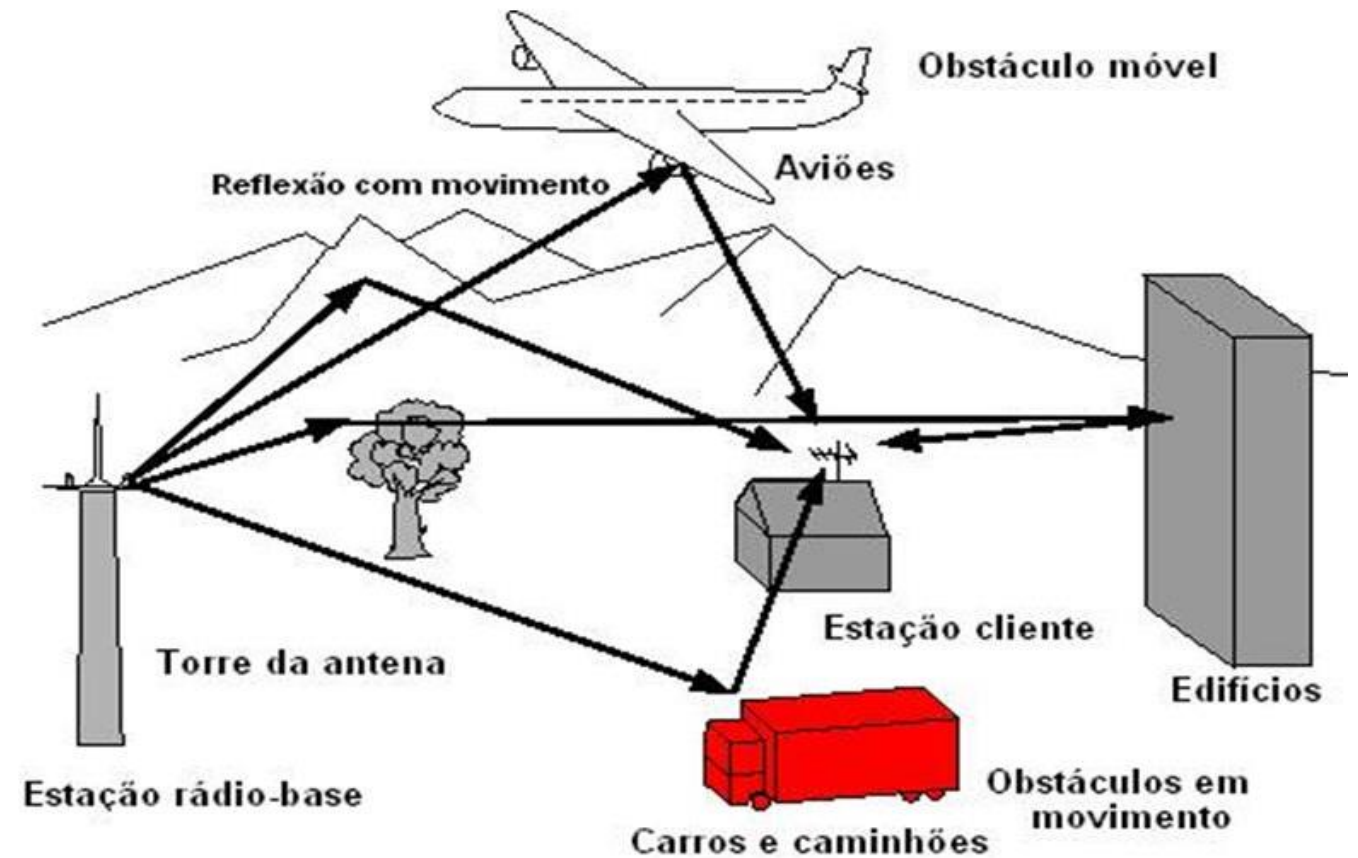 Obstáculo móvel
Aviões
Reflexão com movimento
Estação cliente
Torre da antena
Edifícios
Estação rádio-base
Obstáculos em
movimento
Carros e caminhões